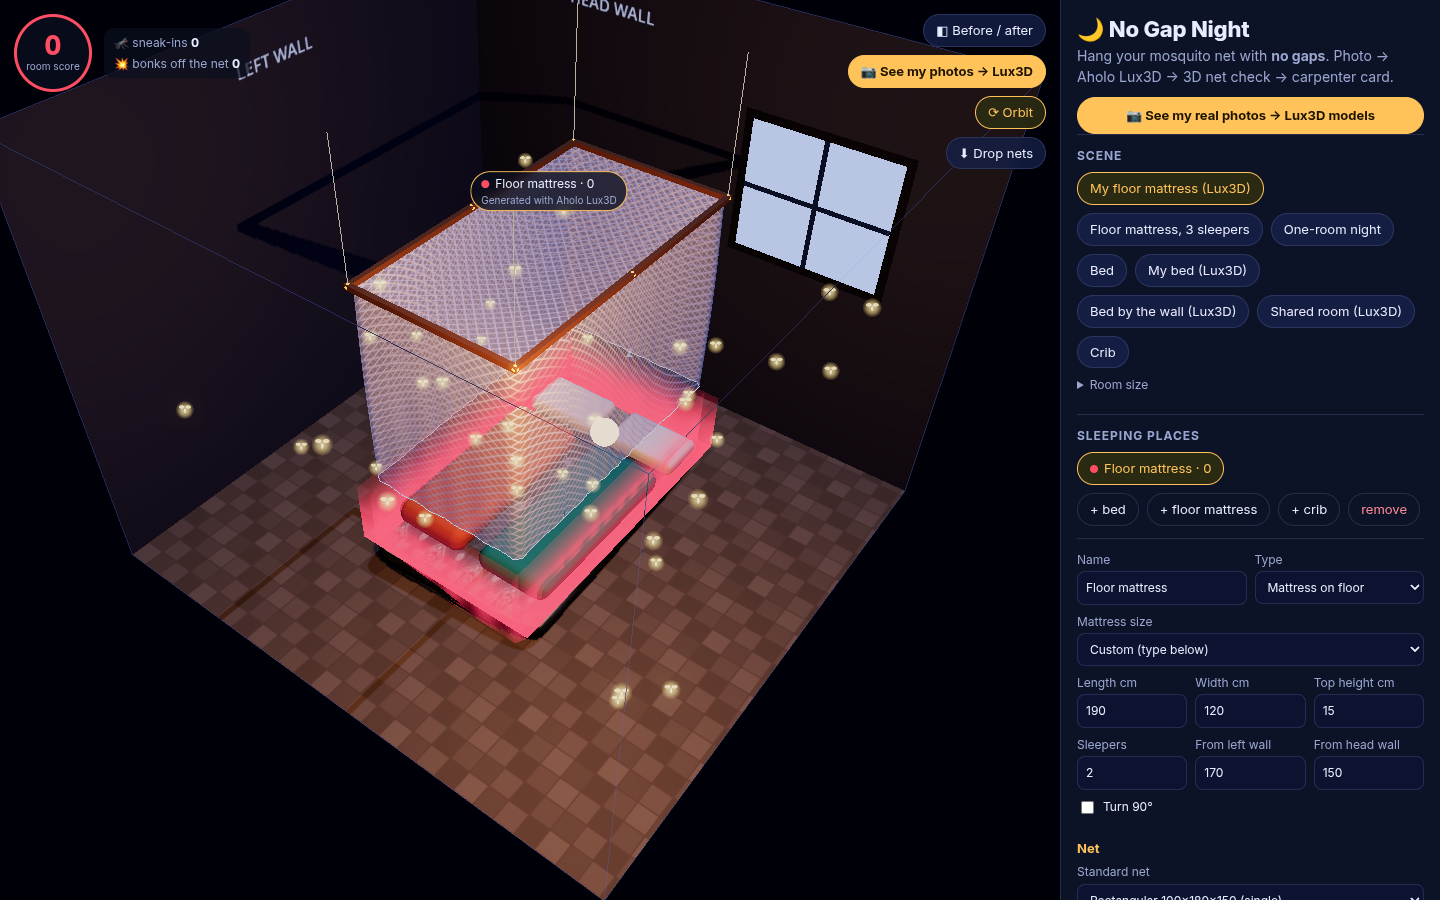 0
room score
🦟 sneak-ins 0
💥 bonks off the net 0
LEFT WALL
HEAD WALL
◧ Before / after
📷 See my photos → Lux3D
⟳ Orbit
⬇ Drop nets
Floor mattress · 0
Generated with Aholo Lux3D
🌙 No Gap Night
Hang your mosquito net with no gaps. Photo →
Aholo Lux3D → 3D net check → carpenter card.
📷 See my real photos → Lux3D models
SCENE
My floor mattress (Lux3D)
Floor mattress, 3 sleepers
One-room night
Bed
My bed (Lux3D)
Bed by the wall (Lux3D)
Shared room (Lux3D)
Crib
▶ Room size
SLEEPING PLACES
Floor mattress · 0
+ bed
+ floor mattress
+ crib
remove
Name
Type
Floor mattress
Mattress on floor
Mattress size
Custom (type below)
Length cm
Width cm
Top height cm
190
120
15
Sleepers
From left wall
From head wall
2
170
150
Turn 90°
Net
Standard net
Rectangular 100x180x150 (single)